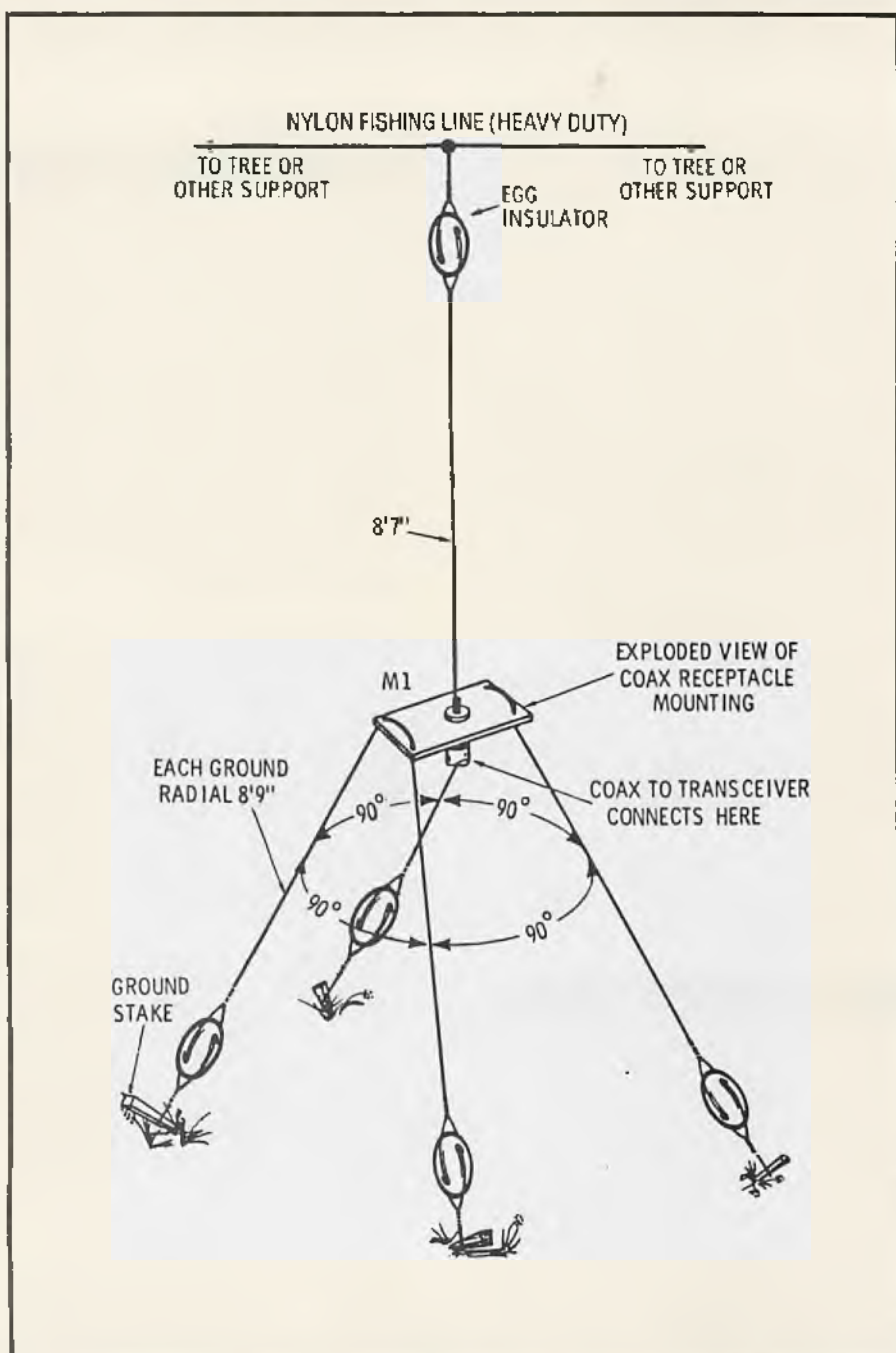 NYLON FISHING LINE (HEAVY DUTY)
TO TREE OR
OTHER SUPPORT
TO TREE OR
OTHER SUPPORT
EGG
INSULATOR
8'7"
M1
EXPLODED VIEW OF
COAX RECEPTACLE
MOUNTING
EACH GROUND
RADIAL 8'9"
COAX TO TRANSCEIVER
CONNECTS HERE
90°
90°
90°
90°
GROUND
STAKE